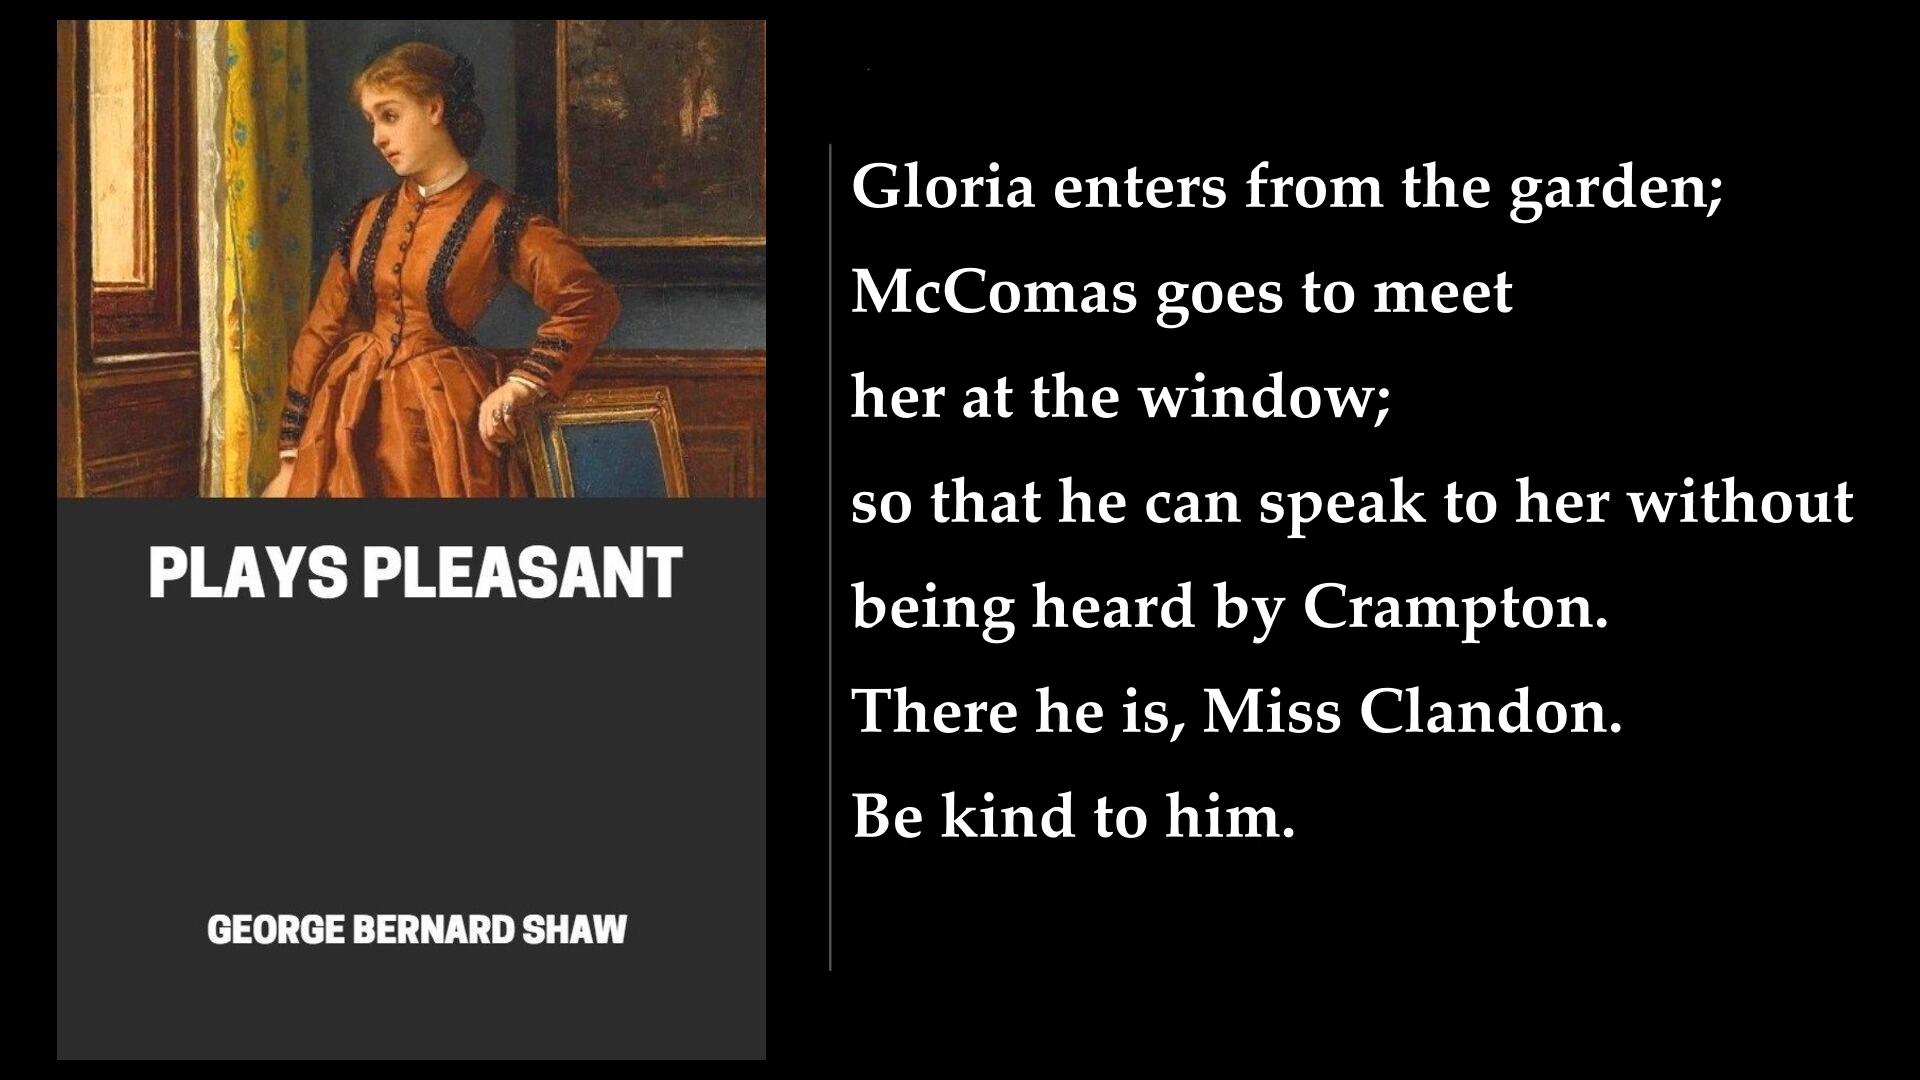 PLAYS PLEASANT
GEORGE BERNARD SHAW
Gloria enters from the garden;
McComas goes to meet
her at the window;
so that he can speak to her without
being heard by Crampton.
There he is, Miss Clandon.
Be kind to him.